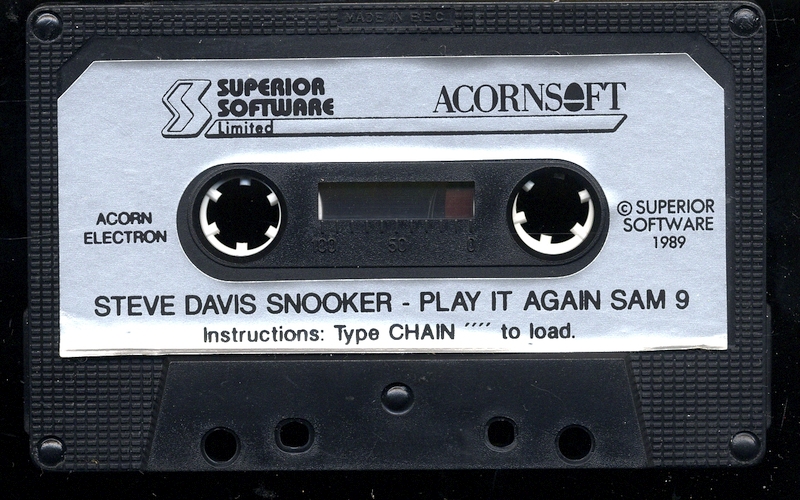 MADE IN EEC
SUPERIOR
SOFTWARE
Limited
ACORNSOFT
ACORN
ELECTRON
© SUPERIOR
SOFTWARE
1989
100 50 0
STEVE DAVIS SNOOKER - PLAY IT AGAIN SAM 9
Instructions: Type CHAIN '''' to load.